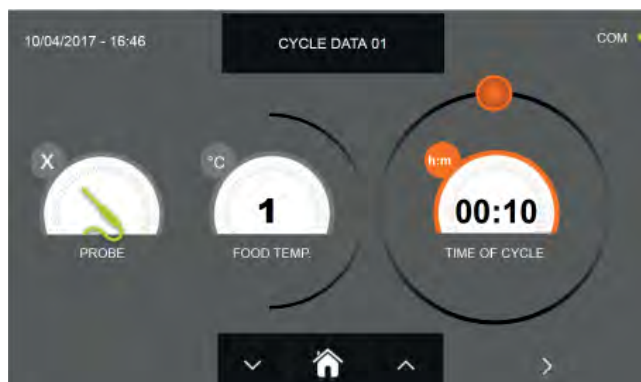 10/04/2017 - 16:46
CYCLE DATA 01
COM
X
°C
h:m
1
00:10
PROBE
FOOD TEMP.
TIME OF CYCLE